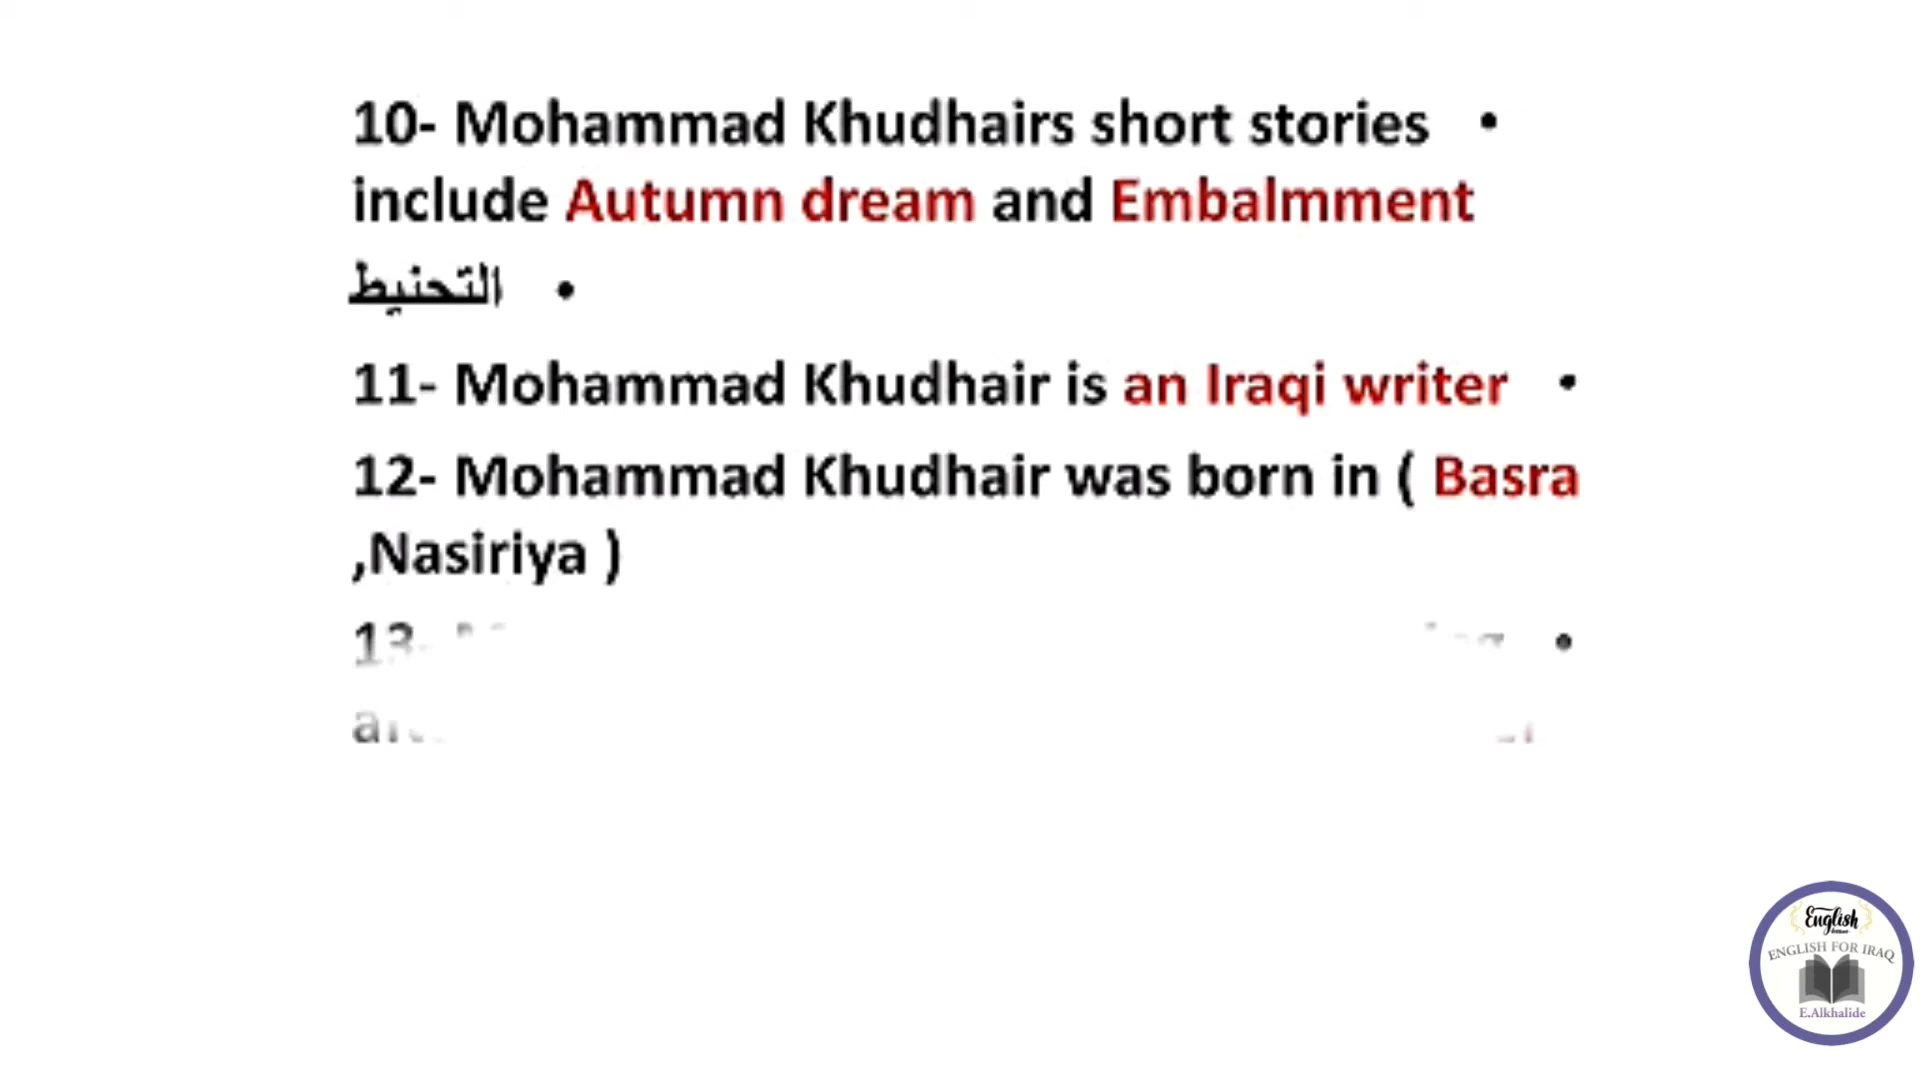 10- Mohammad Khudhairs short stories •
include Autumn dream and Embalmment
التحنيط •
11- Mohammad Khudhair is an Iraqi writer •
12- Mohammad Khudhair was born in ( Basra
,Nasiriya )
13- •
English
ENGLISH FOR IRAQ
E.Alkhalide